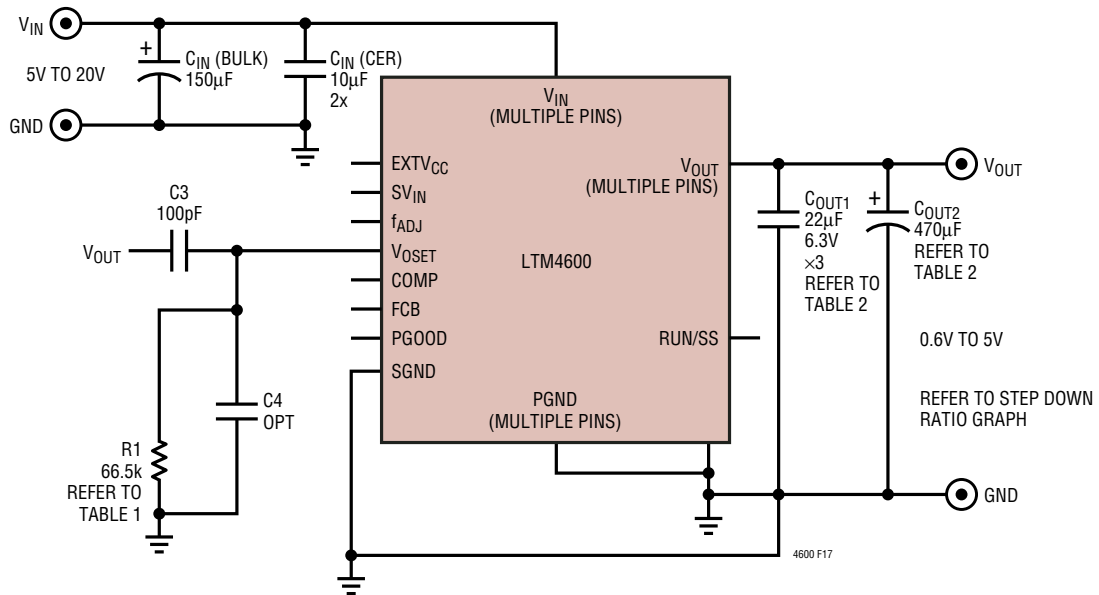 VIN
5V TO 20V
GND
+
CIN (BULK)
150µF
CIN (CER)
10µF
2x
VIN
(MULTIPLE PINS)
EXTVCC
SVIN
fADJ
VOSET
COMP
FCB
PGOOD
SGND
LTM4600
VOUT
(MULTIPLE PINS)
RUN/SS
PGND
(MULTIPLE PINS)
C3
100pF
VOUT
C4
OPT
R1
66.5k
REFER TO
TABLE 1
COUT1
22µF
6.3V
×3
REFER TO
TABLE 2
+
COUT2
470µF
REFER TO
TABLE 2
VOUT
0.6V TO 5V
REFER TO STEP DOWN
RATIO GRAPH
GND
4600 F17